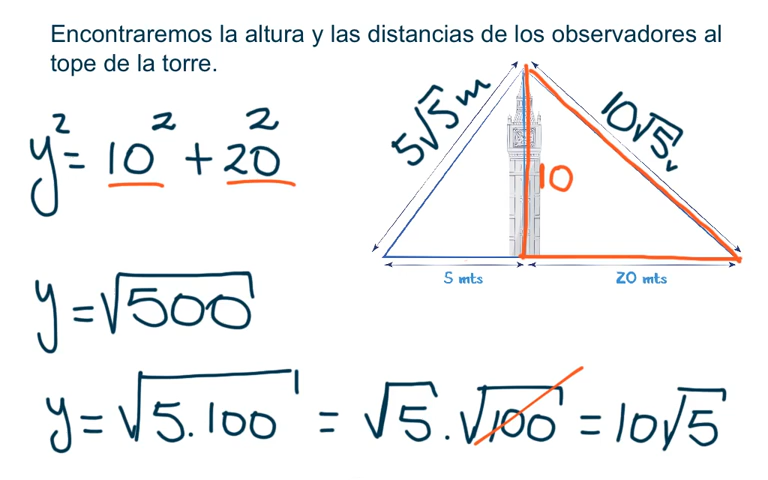 Encontraremos la altura y las distancias de los observadores al
tope de la torre.
y² = 10² + 20²
5√5 m
10√5
10
5 mts
20 mts
y = √500
y = √5.100 = √5 . √100 = 10√5